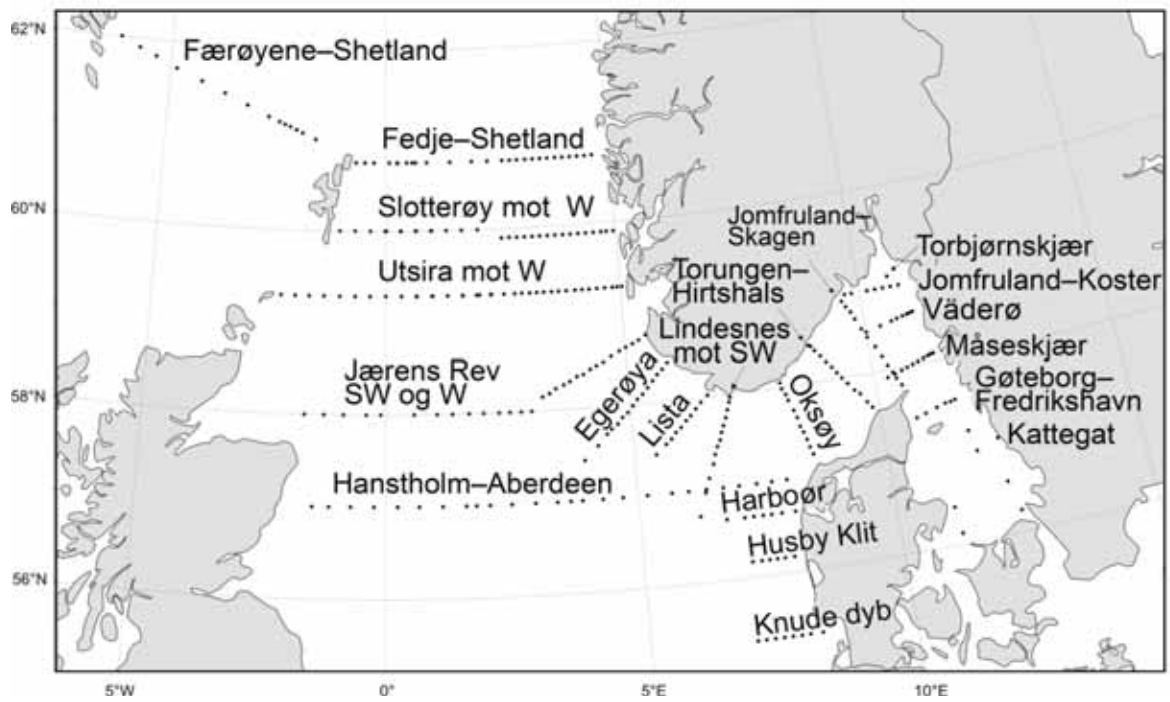 62°N
Færøyene–Shetland
Fedje–Shetland
60°N
Slotterøy mot W
Jomfruland–
Skagen
Torbjørnskjær
Utsira mot W
Torungen–
Hirtshals
Jomfruland–Koster
Väderø
Lindesnes
mot SW
Måseskjær
Jærens Rev
SW og W
Egerøya
Lista
Oksøy
Gøteborg–
Fredrikshavn
58°N
Kattegat
Hanstholm–Aberdeen
Harboør
Husby Klit
56°N
Knude dyb
5°W
0°
5°E
10°E